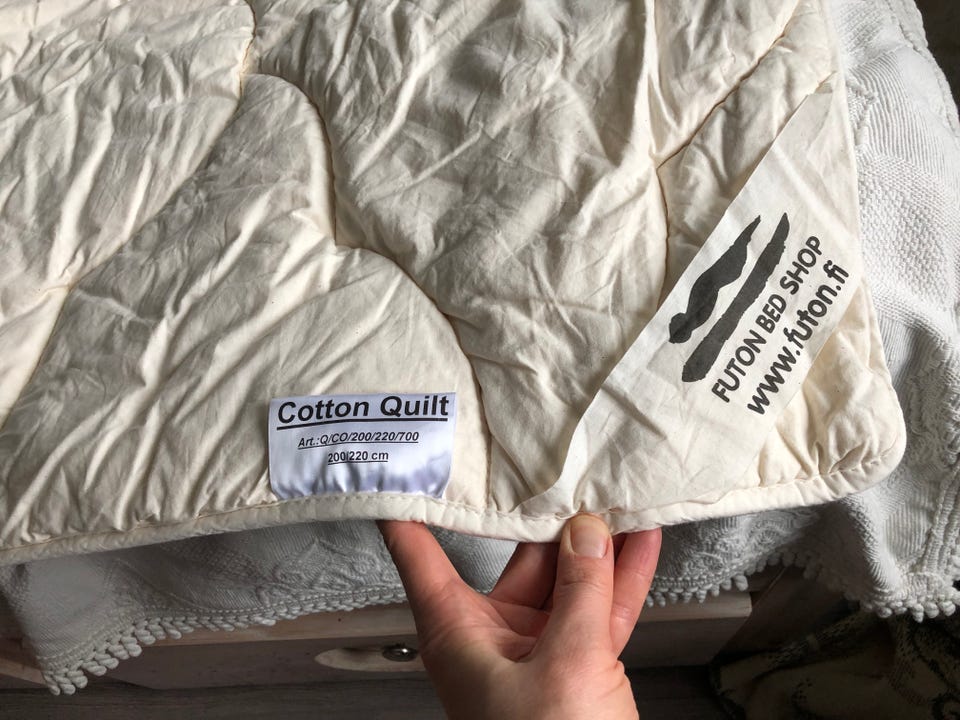 Cotton Quilt
Art.:Q/CO/200/220/700
200/220 cm
FUTON BED SHOP
www.futon.fi